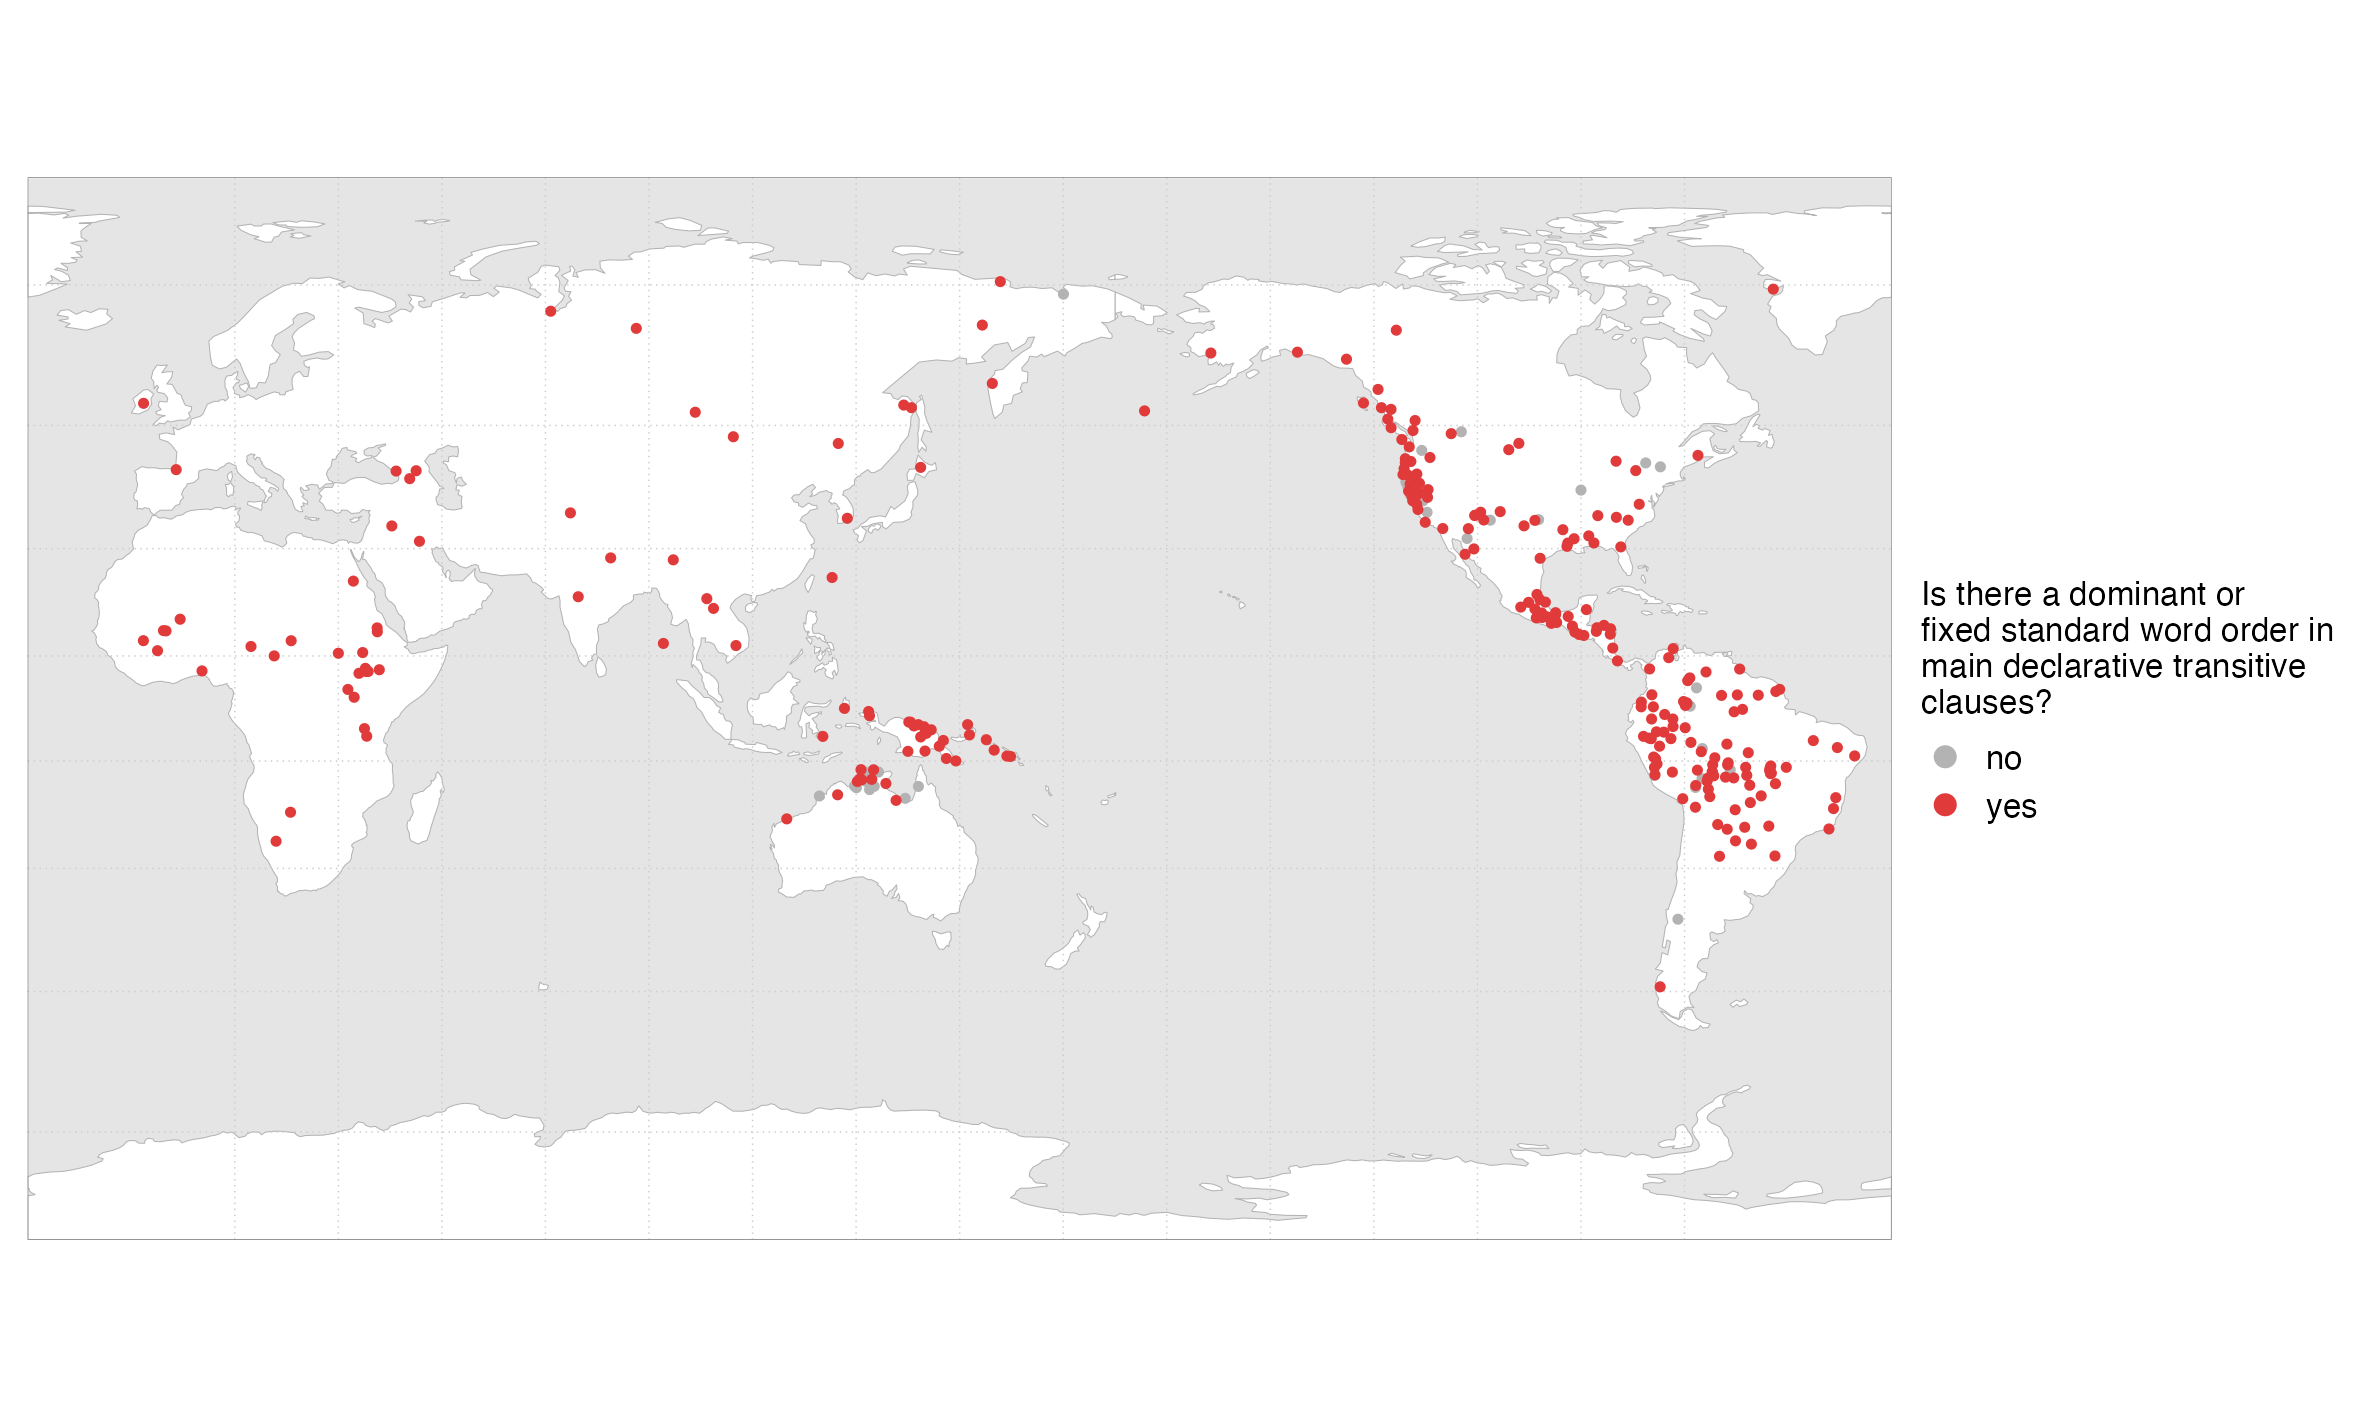 Is there a dominant or
fixed standard word order in
main declarative transitive
clauses?
no
yes